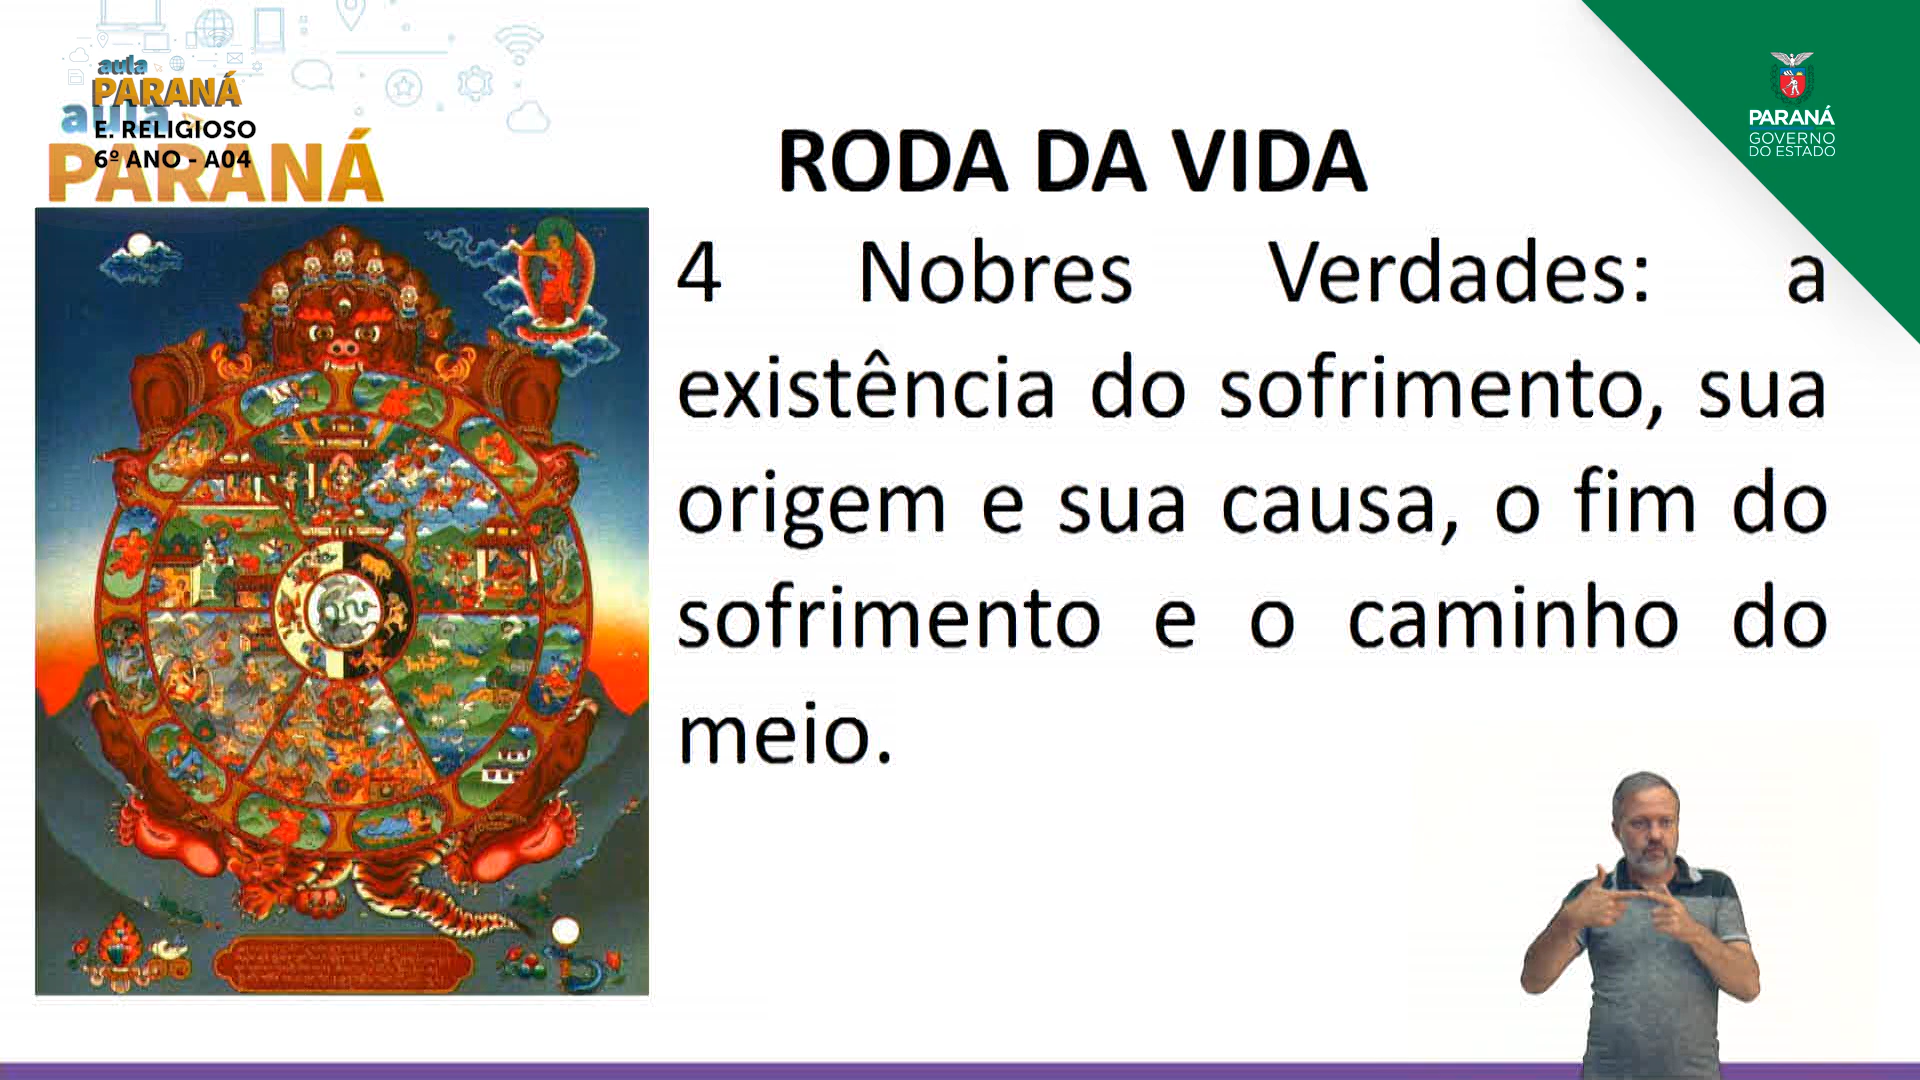 aula
PARANÁ
E. RELIGIOSO
6º ANO - A04
aula
PARANÁ
PARANÁ
GOVERNO
DO ESTADO
RODA DA VIDA
4 Nobres Verdades: a
existência do sofrimento, sua
origem e sua causa, o fim do
sofrimento e o caminho do
meio.